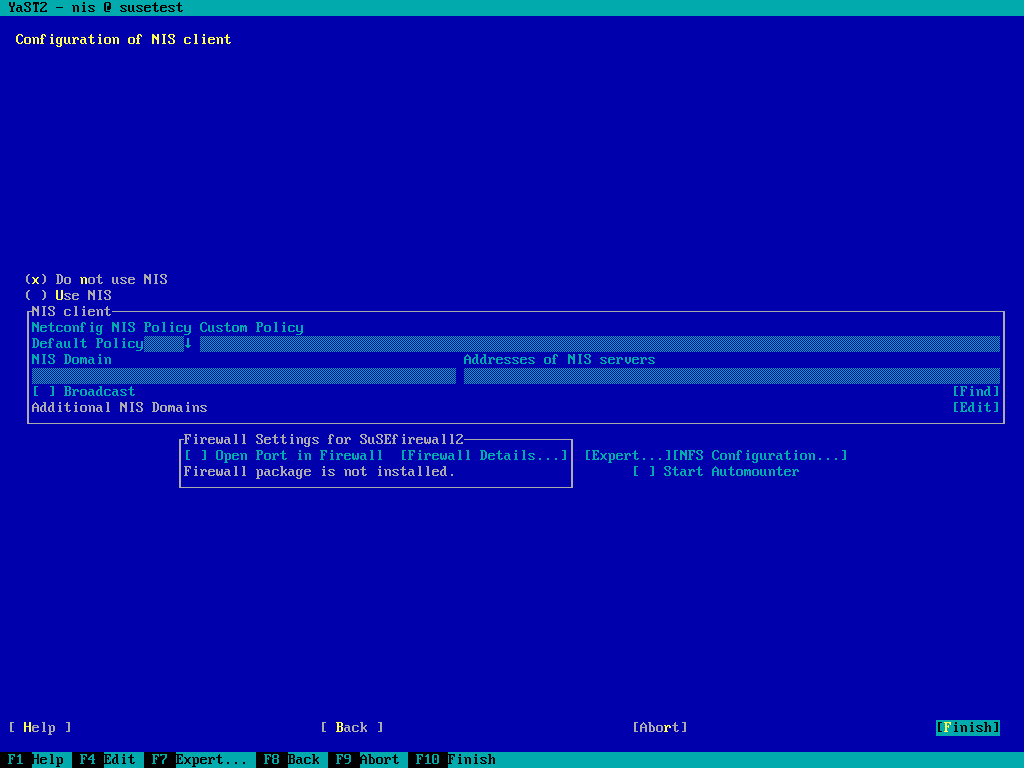 YaST2 - nis @ susetest
Configuration of NIS client
(x) Do not use NIS
( ) Use NIS
NIS client
Netconfig NIS Policy Custom Policy
Default Policy ↓
NIS Domain Addresses of NIS servers
[ ] Broadcast [Find]
Additional NIS Domains [Edit]
Firewall Settings for SuSEfirewall2
[ ] Open Port in Firewall [Firewall Details...] [Expert...][NFS Configuration...]
Firewall package is not installed. [ ] Start Automounter
[ Help ] [ Back ] [Abort] [Finish]
F1 Help F4 Edit F7 Expert... F8 Back F9 Abort F10 Finish